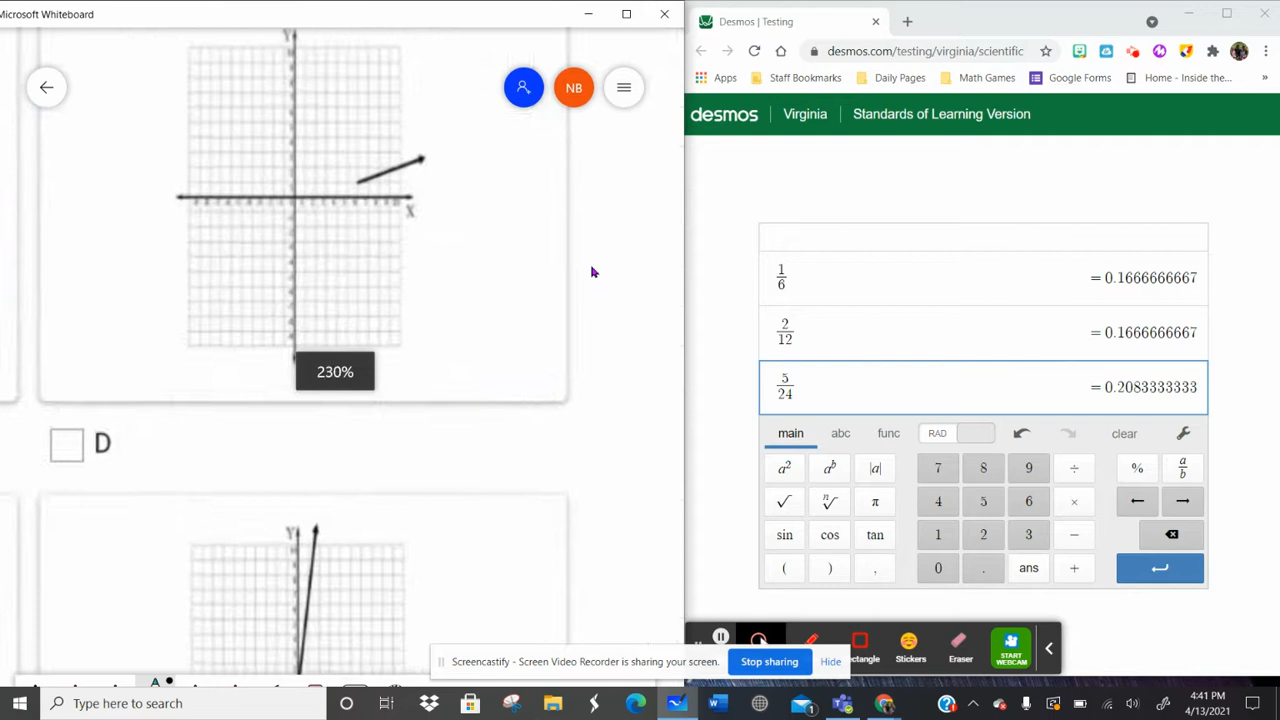 Microsoft Whiteboard
Y
NB
X
230%
D
Y
Desmos | Testing
desmos.com/testing/virginia/scientific
Apps
Staff Bookmarks
Daily Pages
Math Games
Google Forms
Home - Inside the...
desmos
Virginia
Standards of Learning Version
1/6 = 0.1666666667
2/12 = 0.1666666667
5/24 = 0.2083333333
main abc func RAD clear
a² aᵇ |a| 7 8 9 ÷ % a/b
√ ⁿ√ π 4 5 6 × ← →
sin cos tan 1 2 3 −
( ) , 0 . ans +
ctangle
Stickers
Eraser
START
WEBCAM
Screencastify - Screen Video Recorder is sharing your screen.
Stop sharing
Hide
Type here to search
4:41 PM
4/13/2021